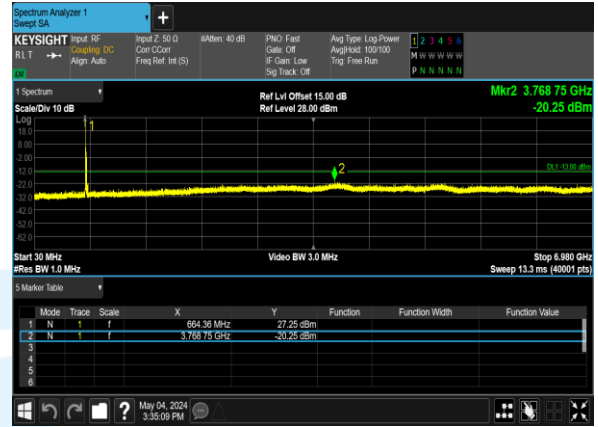 Spectrum Analyzer 1
Swept SA
+
KEYSIGHT Input: RF Input Z: 50 Ω #Atten: 40 dB PNO: Fast Avg Type: Log-Power 1 2 3 4 5 6
RLT Coupling: DC Corr CCorr Gate: Off Avg|Hold: 100/100 M W W W W W
Align: Auto Freq Ref: Int (S) IF Gain: Low Trig: Free Run
Sig Track: Off P N N N N N
LXI
1 Spectrum Ref Lvl Offset 15.00 dB Mkr2 3.768 75 GHz
Scale/Div 10 dB Ref Level 28.00 dBm -20.25 dBm
Log
1
18.0
8.00
-2.00
-12.0
2
DL1 -13.00 dBm
-22.0
-32.0
-42.0
-52.0
-62.0
Start 30 MHz Video BW 3.0 MHz Stop 6.980 GHz
#Res BW 1.0 MHz Sweep 13.3 ms (40001 pts)
5 Marker Table
Mode Trace Scale X Y Function Function Width Function Value
1 N 1 f 664.36 MHz 27.25 dBm
2 N 1 f 3.768 75 GHz -20.25 dBm
3
4
5
6
? May 04, 2024
3:35:09 PM